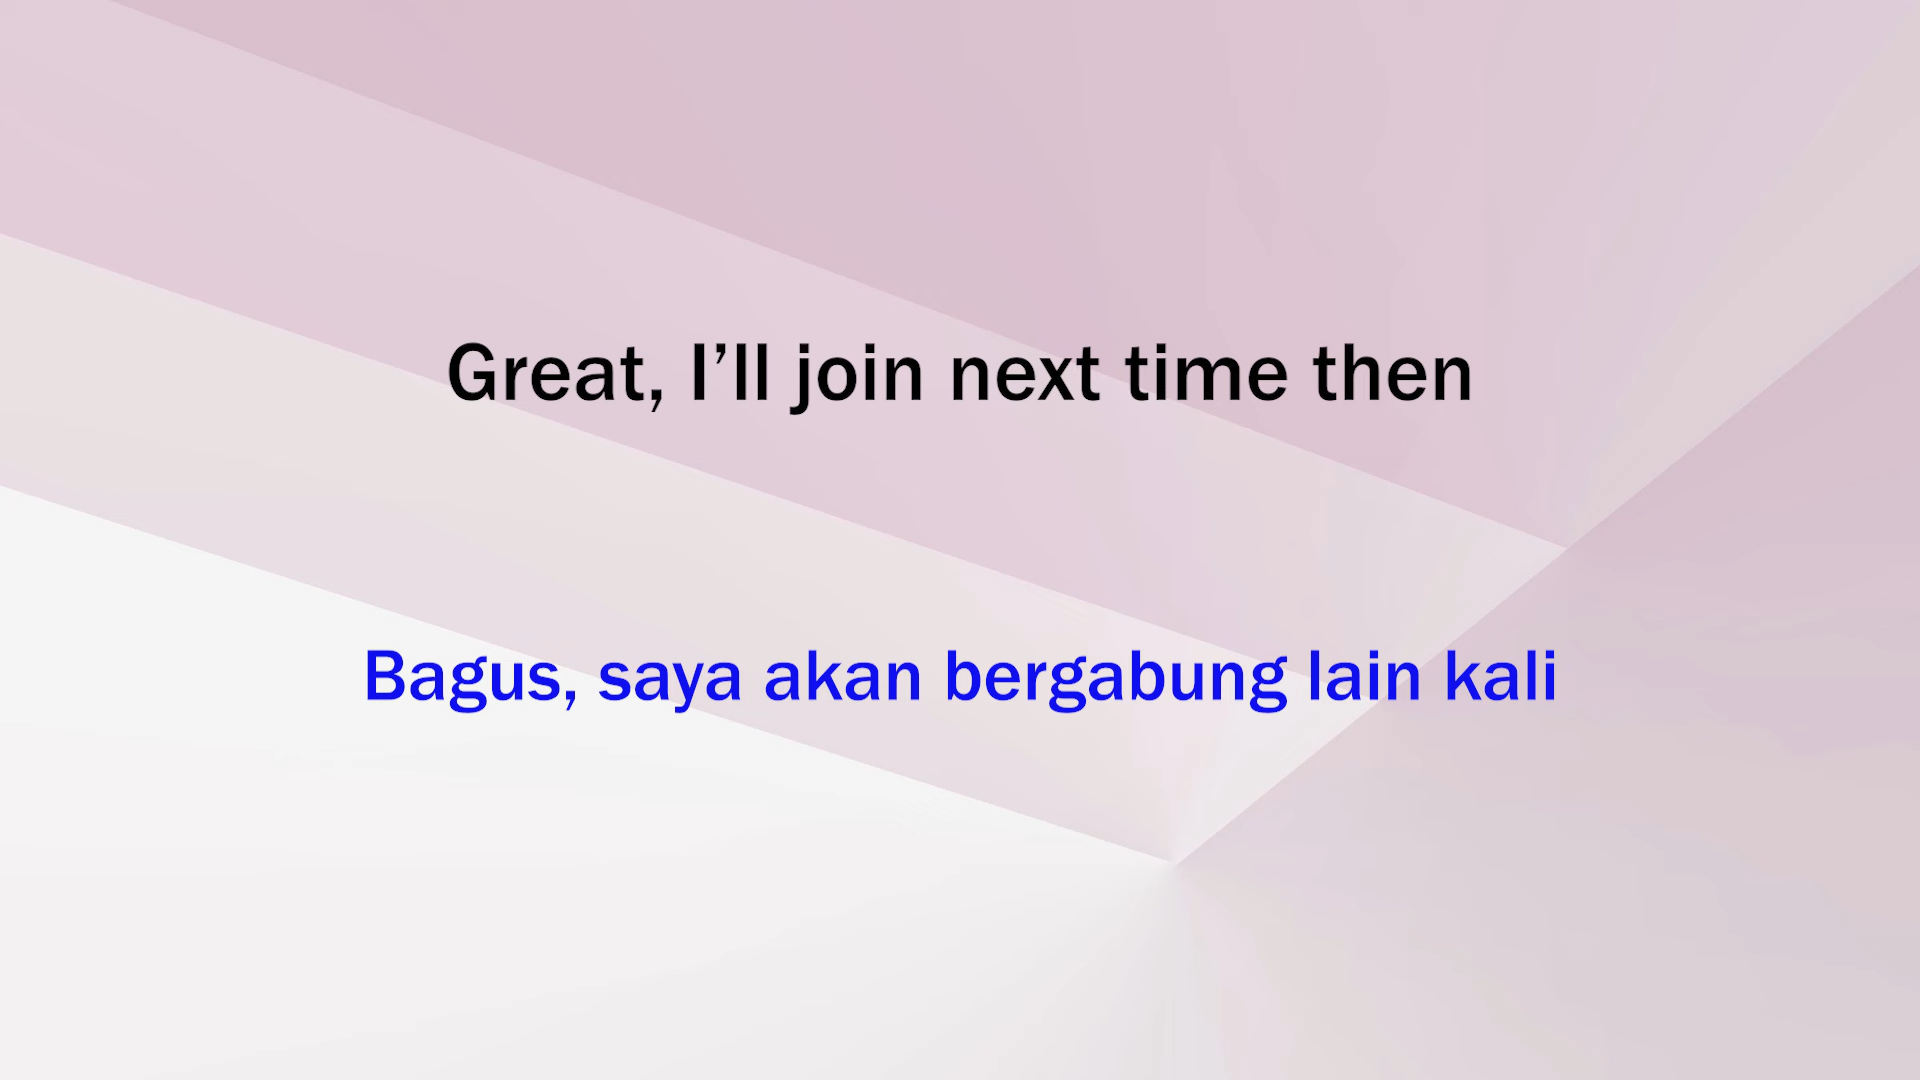 Great, I’ll join next time then
Bagus, saya akan bergabung lain kali